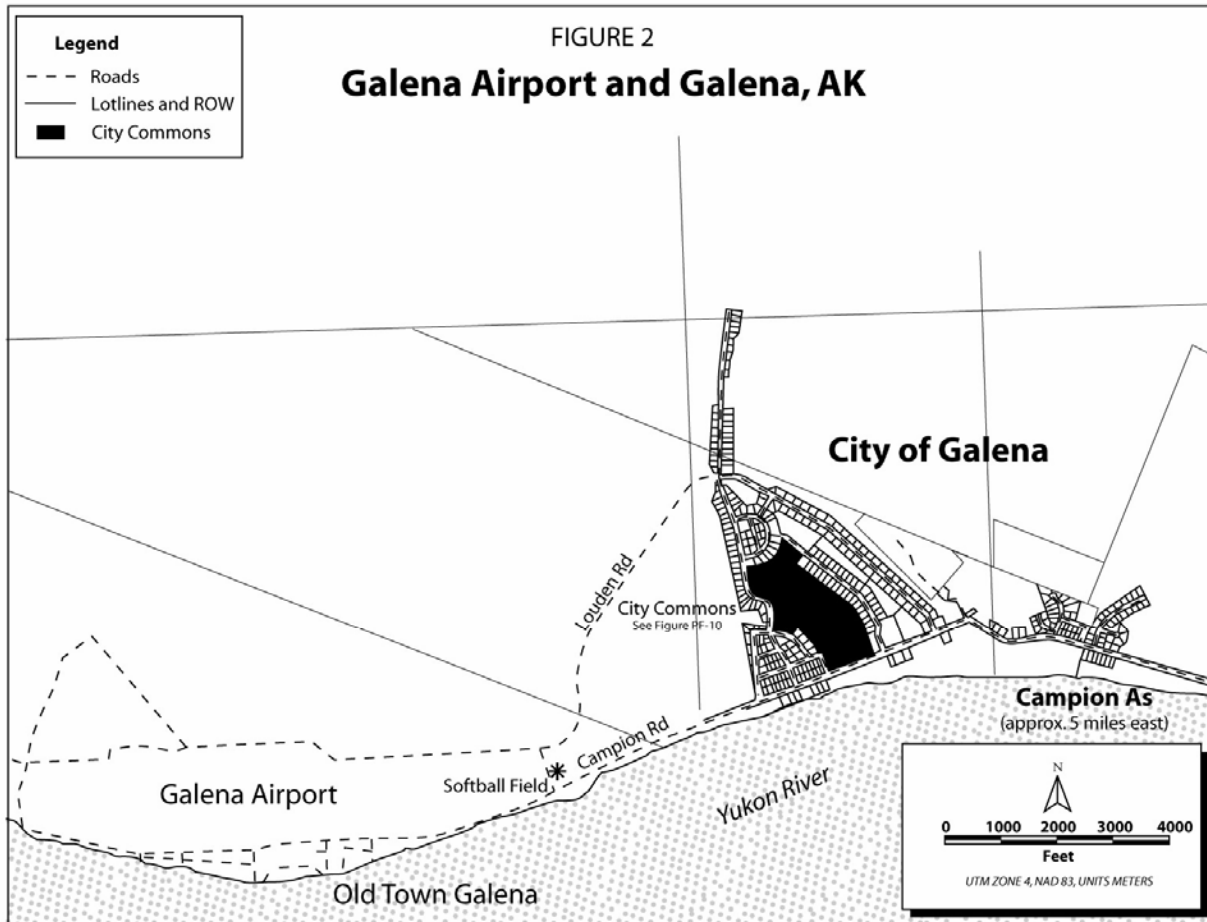 Legend
Roads
Lotlines and ROW
City Commons
FIGURE 2
Galena Airport and Galena, AK
City of Galena
Louden Rd
City Commons
See Figure PF-10
Campion As
(approx. 5 miles east)
Campion Rd
Softball Field
Galena Airport
Yukon River
Old Town Galena
N
0 1000 2000 3000 4000
Feet
UTM ZONE 4, NAD 83, UNITS METERS